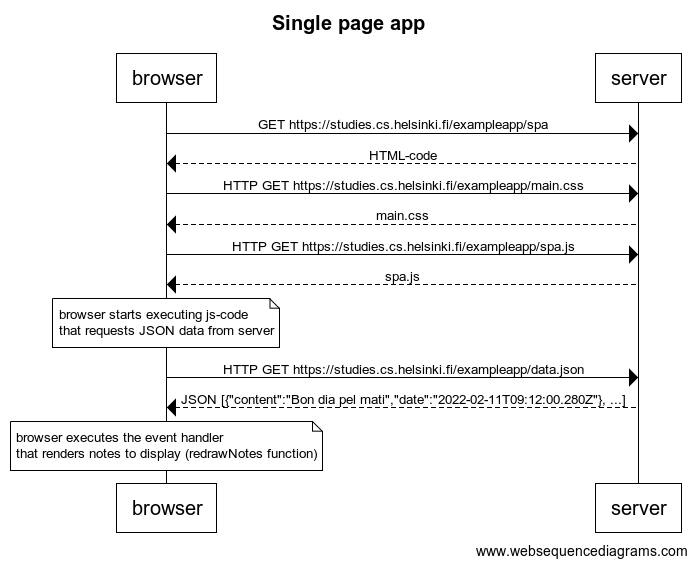 Single page app
browser
server
GET https://studies.cs.helsinki.fi/exampleapp/spa
HTML-code
HTTP GET https://studies.cs.helsinki.fi/exampleapp/main.css
main.css
HTTP GET https://studies.cs.helsinki.fi/exampleapp/spa.js
spa.js
browser starts executing js-code
that requests JSON data from server
HTTP GET https://studies.cs.helsinki.fi/exampleapp/data.json
JSON [{"content":"Bon dia pel mati","date":"2022-02-11T09:12:00.280Z"}, ...]
browser executes the event handler
that renders notes to display (redrawNotes function)
browser
server
www.websequencediagrams.com